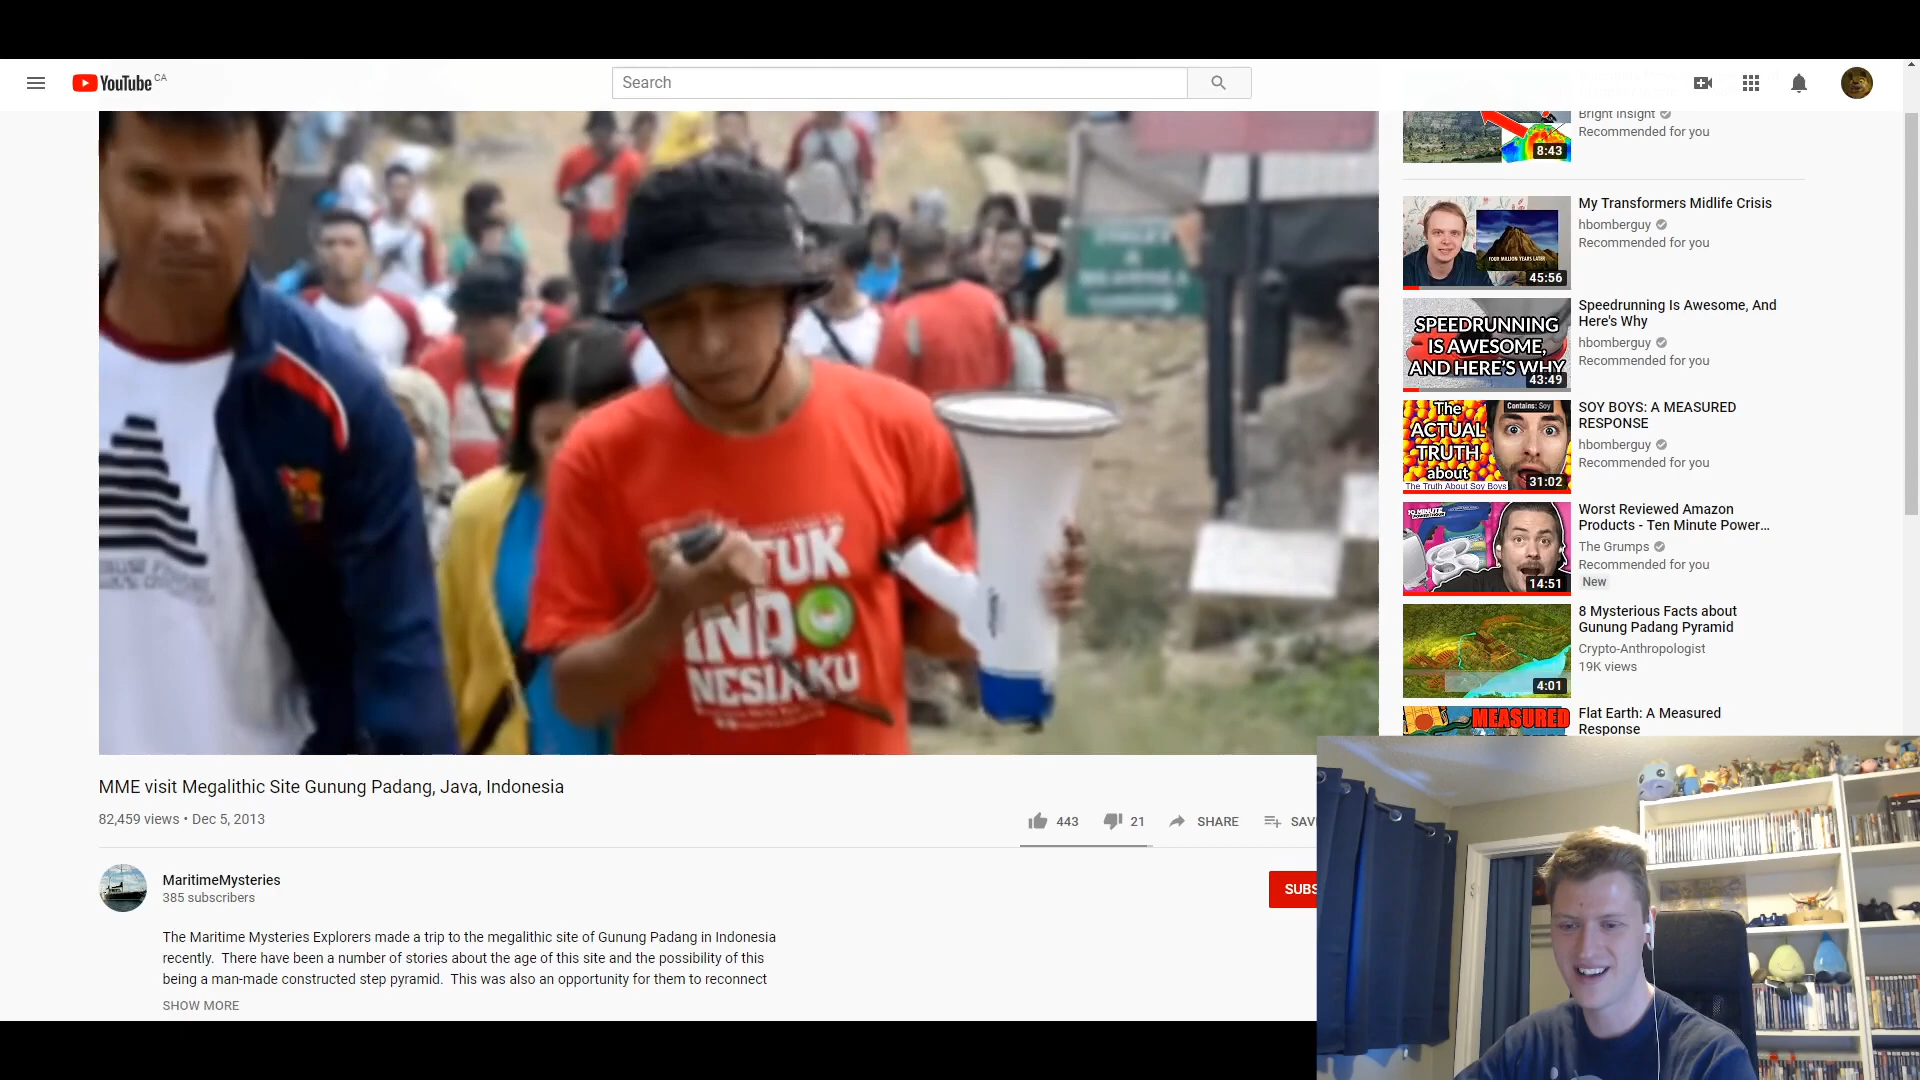 YouTube CA
Search
Bright Insight
Recommended for you
8:43
My Transformers Midlife Crisis
hbomberguy
Recommended for you
FOUR MILLION YEARS LATER
45:56
Speedrunning Is Awesome, And
Here's Why
hbomberguy
Recommended for you
SPEEDRUNNING
IS AWESOME,
AND HERE'S WHY
43:49
SOY BOYS: A MEASURED
RESPONSE
hbomberguy
Recommended for you
Contains: Soy
The
ACTUAL
TRUTH
about
The Truth About Soy Boys
31:02
Worst Reviewed Amazon
Products - Ten Minute Power...
The Grumps
Recommended for you
New
10 MINUTE
14:51
8 Mysterious Facts about
Gunung Padang Pyramid
Crypto-Anthropologist
19K views
4:01
Flat Earth: A Measured
Response
MEASURED
INDO
NESIAKU
MME visit Megalithic Site Gunung Padang, Java, Indonesia
82,459 views • Dec 5, 2013
443
21
SHARE
MaritimeMysteries
385 subscribers
The Maritime Mysteries Explorers made a trip to the megalithic site of Gunung Padang in Indonesia
recently. There have been a number of stories about the age of this site and the possibility of this
being a man-made constructed step pyramid. This was also an opportunity for them to reconnect
SHOW MORE